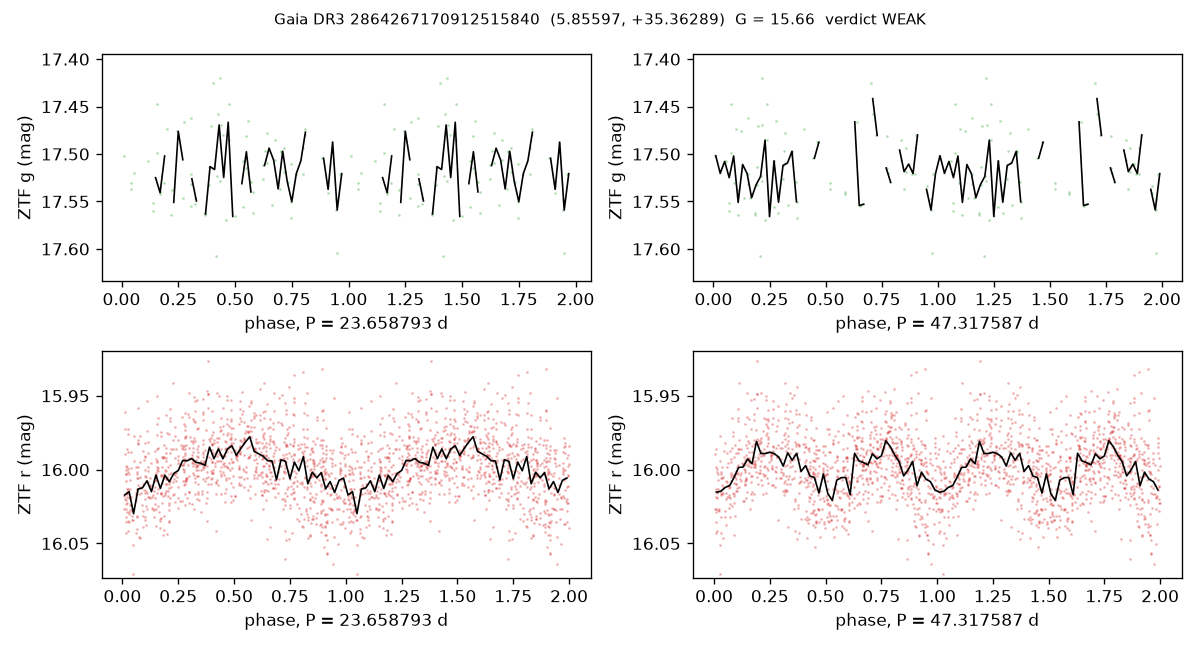 Gaia DR3 2864267170912515840 (5.85597, +35.36289) G = 15.66 verdict WEAK
17.40
17.45
17.50
17.55
17.60
ZTF g (mag)
0.00 0.25 0.50 0.75 1.00 1.25 1.50 1.75 2.00
phase, P = 23.658793 d
17.40
17.45
17.50
17.55
17.60
ZTF g (mag)
0.00 0.25 0.50 0.75 1.00 1.25 1.50 1.75 2.00
phase, P = 47.317587 d
15.95
16.00
16.05
ZTF r (mag)
0.00 0.25 0.50 0.75 1.00 1.25 1.50 1.75 2.00
phase, P = 23.658793 d
15.95
16.00
16.05
ZTF r (mag)
0.00 0.25 0.50 0.75 1.00 1.25 1.50 1.75 2.00
phase, P = 47.317587 d